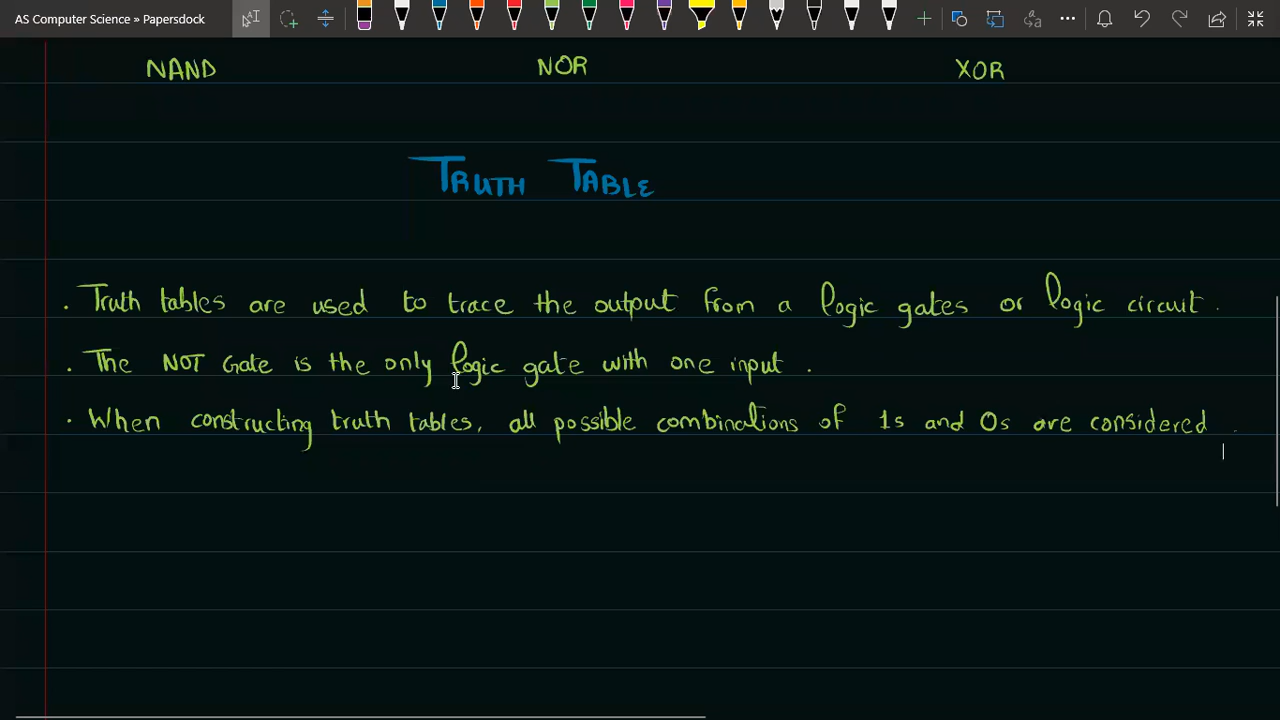 AS Computer Science » Papersdock
NAND NOR XOR
TRUTH TABLE
. Truth tables are used to trace the output from a logic gates or logic circuit .
. The NOT Gate is the only logic gate with one input .
. When constructing truth tables, all possible combinations of 1s and 0s are considered .